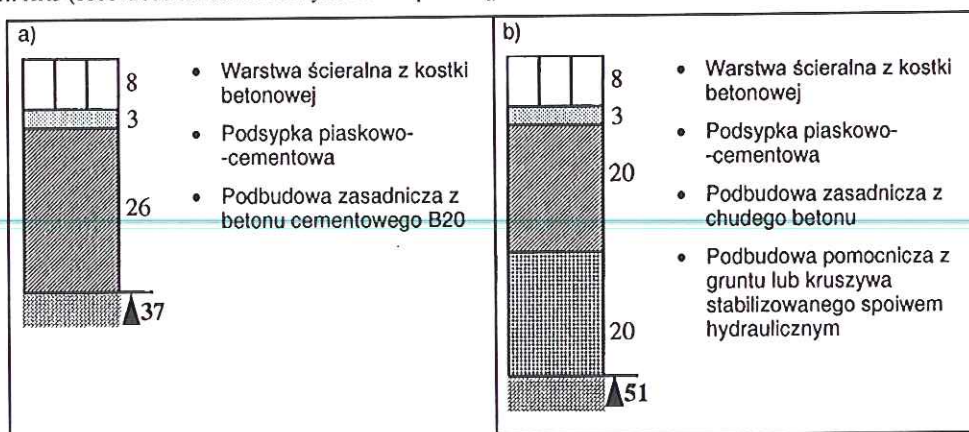 a)
8
3
26
37
• Warstwa ścieralna z kostki
betonowej
• Podsypka piaskowo-
-cementowa
• Podbudowa zasadnicza z
betonu cementowego B20
b)
8
3
20
20
51
• Warstwa ścieralna z kostki
betonowej
• Podsypka piaskowo-
-cementowa
• Podbudowa zasadnicza z
chudego betonu
• Podbudowa pomocnicza z
gruntu lub kruszywa
stabilizowanego spoiwem
hydraulicznym